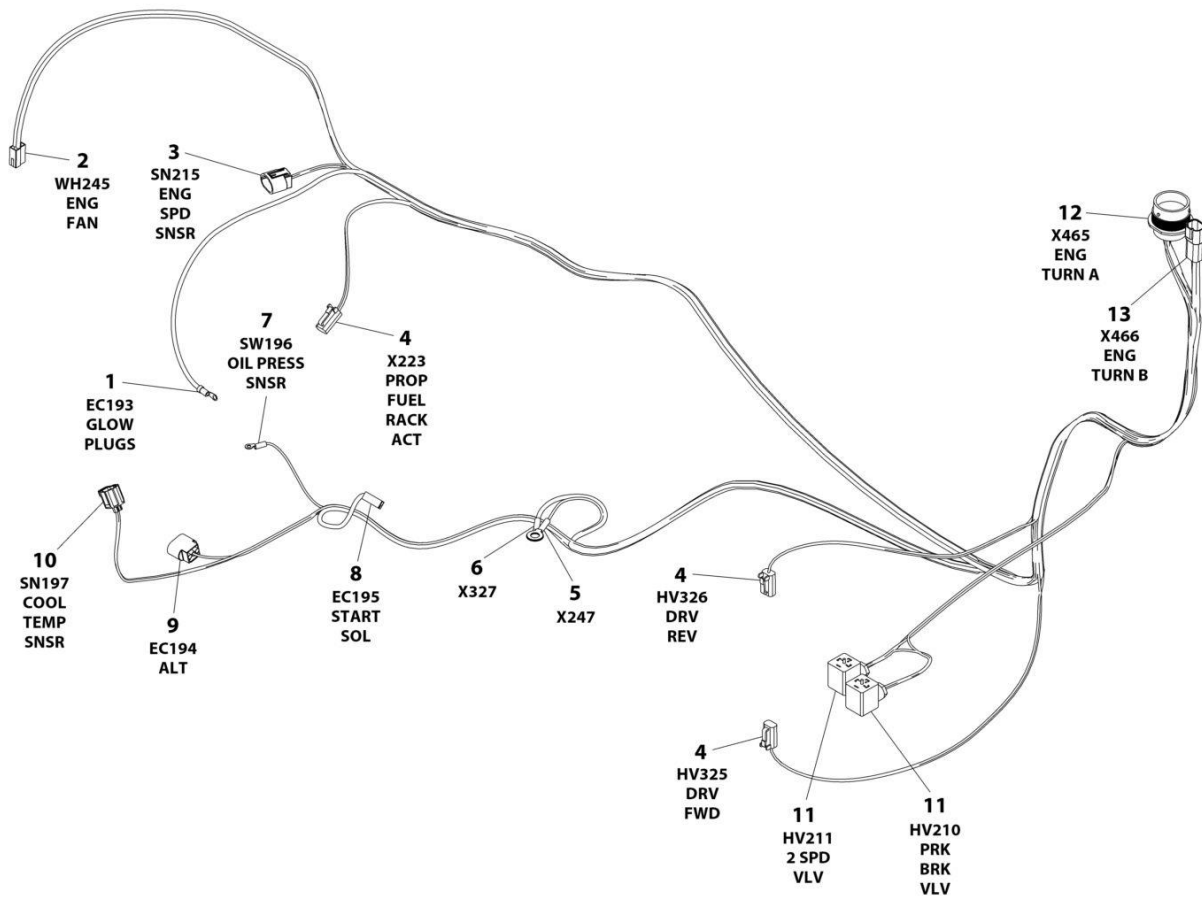 2
WH245
ENG
FAN
3
SN215
ENG
SPD
SNSR
12
X465
ENG
TURN A
13
X466
ENG
TURN B
7
SW196
OIL PRESS
SNSR
4
X223
PROP
FUEL
RACK
ACT
1
EC193
GLOW
PLUGS
10
SN197
COOL
TEMP
SNSR
9
EC194
ALT
8
EC195
START
SOL
6
X327
5
X247
4
HV326
DRV
REV
4
HV325
DRV
FWD
11
HV211
2 SPD
VLV
11
HV210
PRK
BRK
VLV